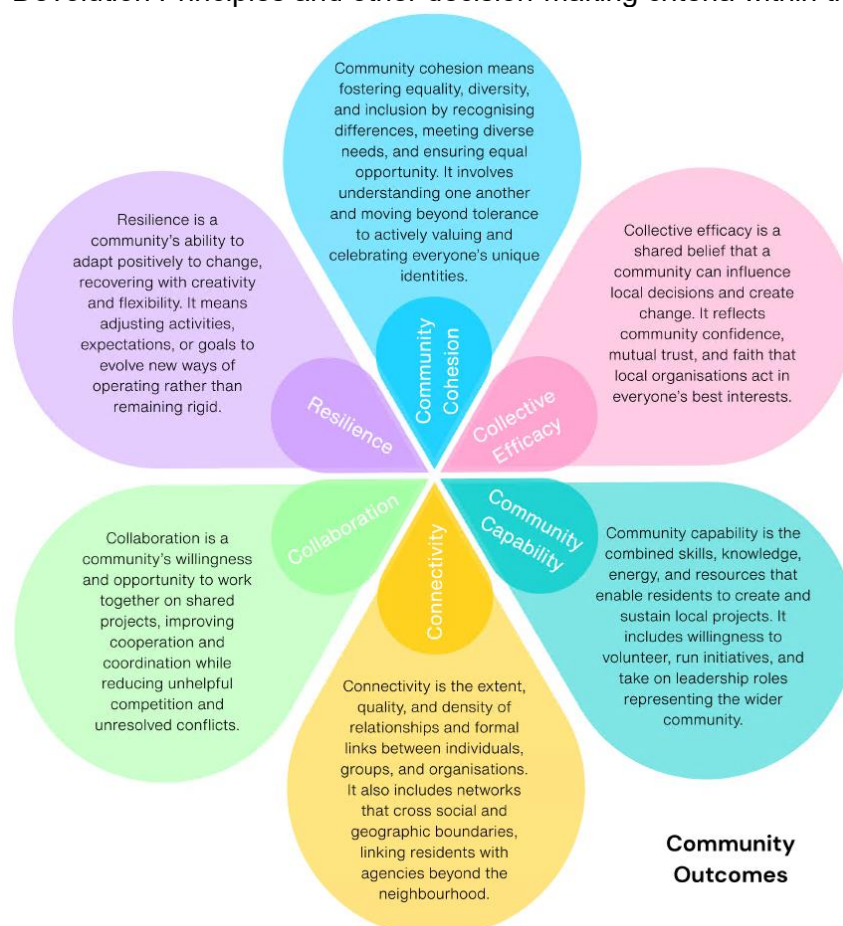 Devolution Principles and other decision-making criteria within
Community cohesion means
fostering equality, diversity,
and inclusion by recognising
differences, meeting diverse
needs, and ensuring equal
opportunity. It involves
understanding one another
and moving beyond tolerance
to actively valuing and
celebrating everyone's unique
identities.
Community
Cohesion
Collective efficacy is a
shared belief that a
community can influence
local decisions and create
change. It reflects
community confidence,
mutual trust, and faith that
local organisations act in
everyone's best interests.
Collective
Efficacy
Community capability is the
combined skills, knowledge,
energy, and resources that
enable residents to create and
sustain local projects. It
includes willingness to
volunteer, run initiatives, and
take on leadership roles
representing the wider
community.
Community
Capability
Connectivity
Connectivity is the extent,
quality, and density of
relationships and formal
links between individuals,
groups, and organisations.
It also includes networks
that cross social and
geographic boundaries,
linking residents with
agencies beyond the
neighbourhood.
Collaboration is a
community's willingness
and opportunity to work
together on shared
projects, improving
cooperation and
coordination while
reducing unhelpful
competition and
unresolved conflicts.
Collaboration
Resilience is a
community's ability to
adapt positively to change,
recovering with creativity
and flexibility. It means
adjusting activities,
expectations, or goals to
evolve new ways of
operating rather than
remaining rigid.
Resilience
Community
Outcomes